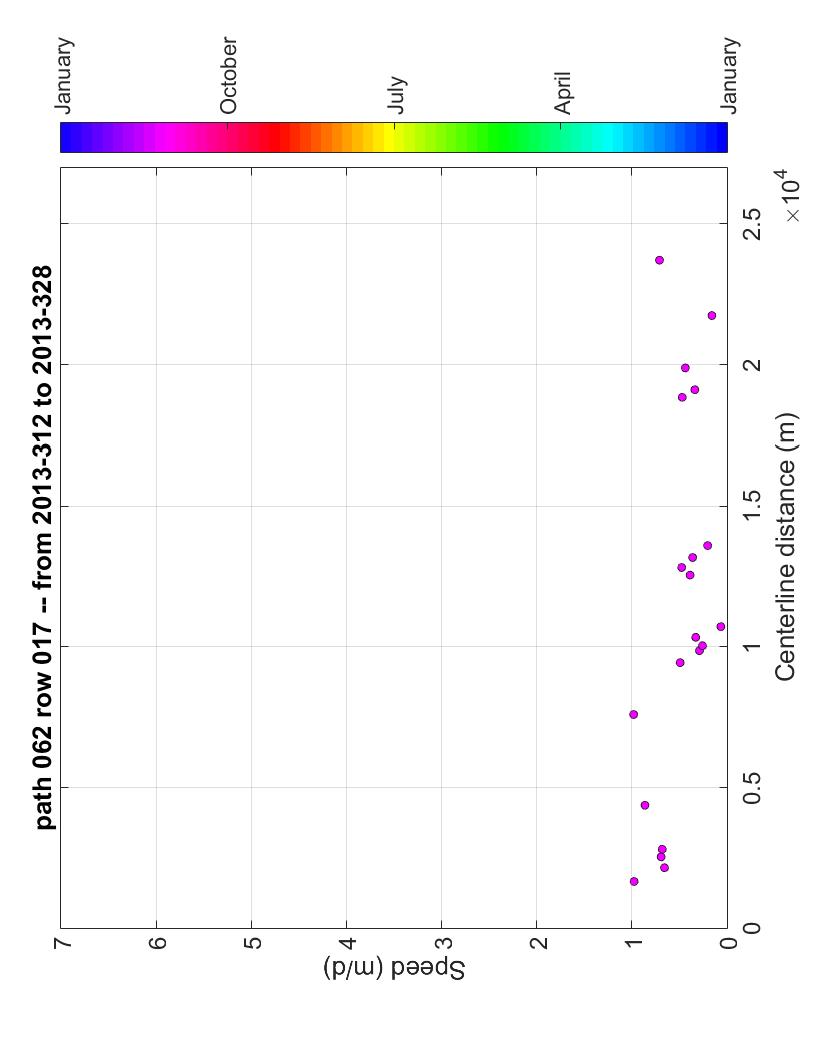 path 062 row 017 -- from 2013-312 to 2013-328
7
6
5
4
3
2
1
0
Speed (m/d)
0
0.5
1
1.5
2
2.5
×10⁴
Centerline distance (m)
January
October
July
April
January